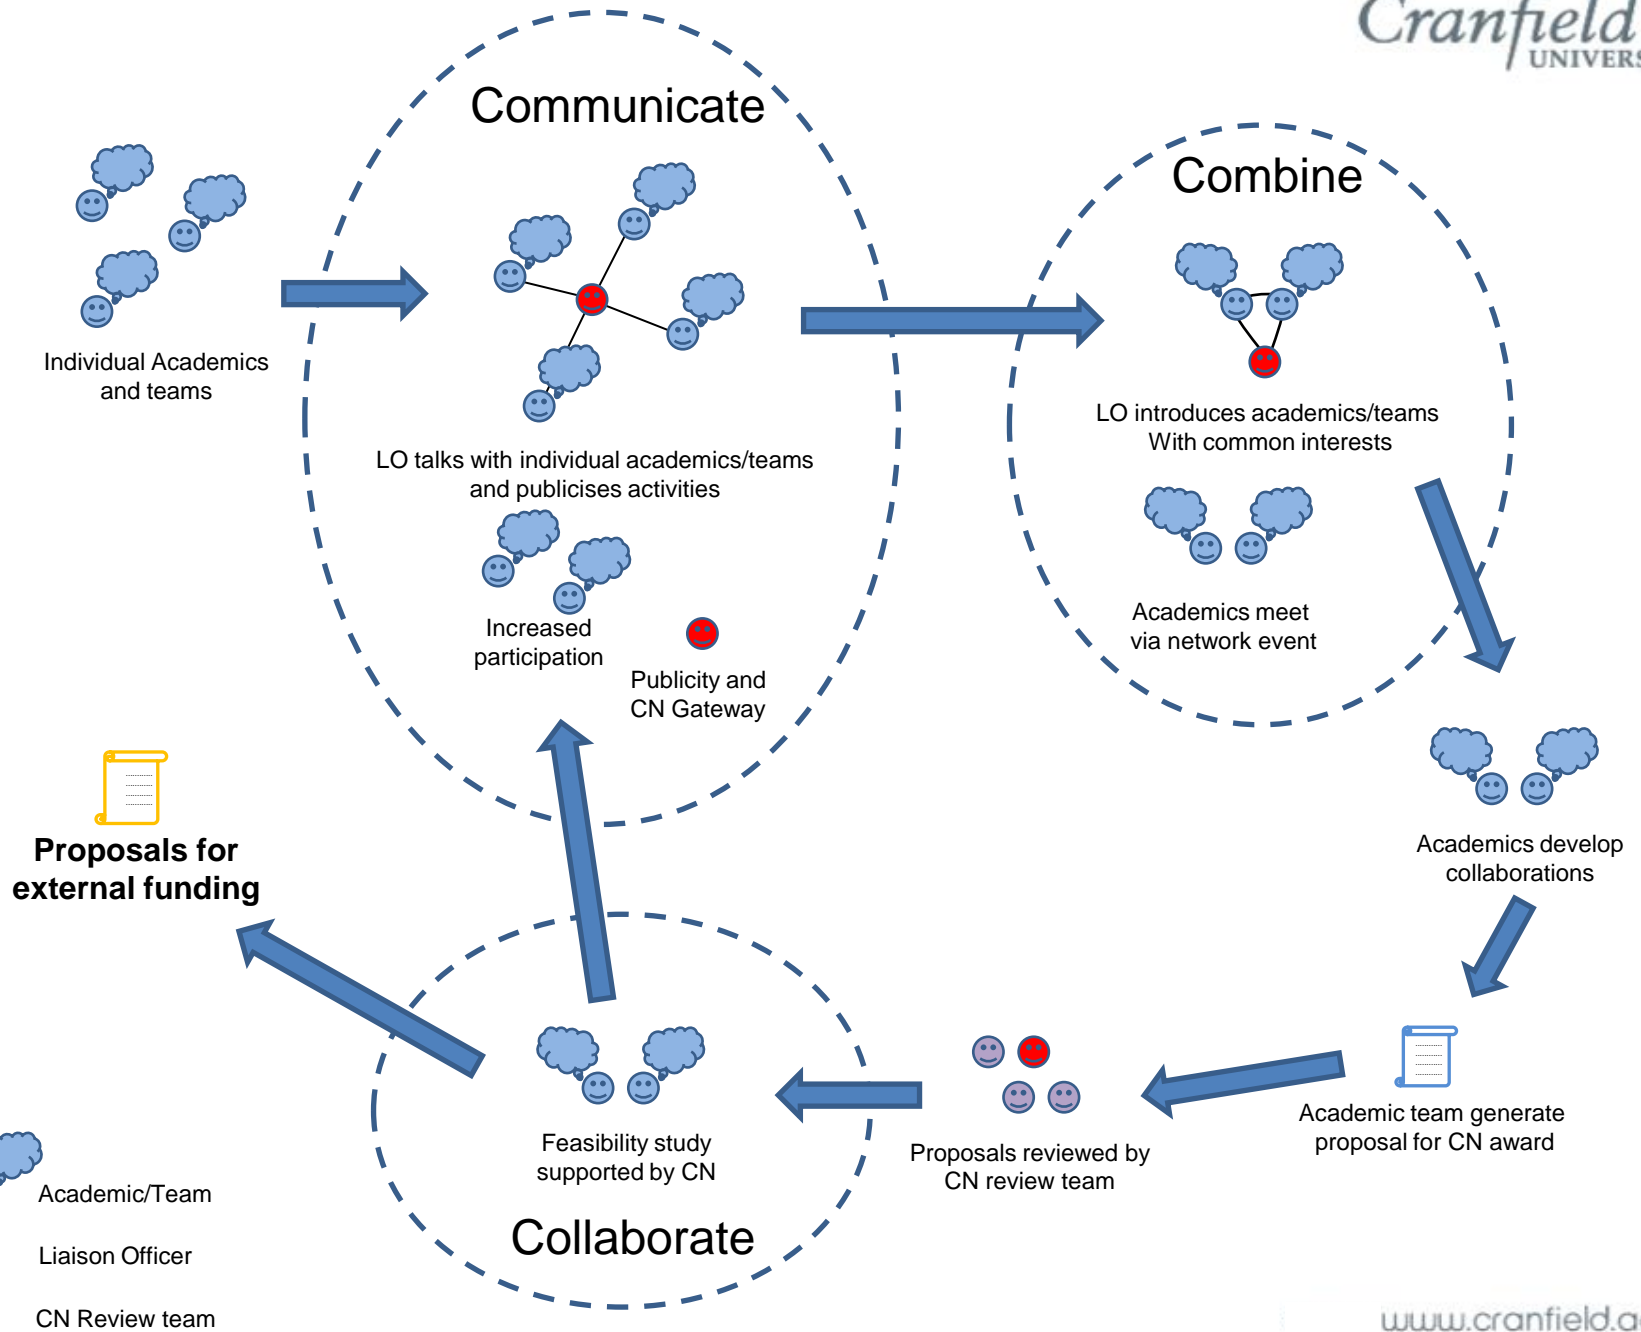 Cranfield
UNIVERS
Communicate
Combine
Individual Academics
and teams
LO talks with individual academics/teams
and publicises activities
LO introduces academics/teams
With common interests
Increased
participation
Publicity and
CN Gateway
Academics meet
via network event
Proposals for
external funding
Academics develop
collaborations
Feasibility study
supported by CN
Collaborate
Proposals reviewed by
CN review team
Academic team generate
proposal for CN award
Academic/Team
Liaison Officer
CN Review team
www.cranfield.a